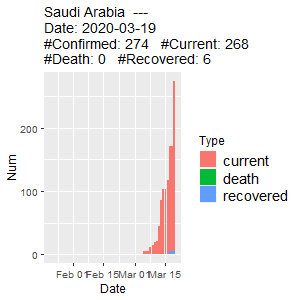 Saudi Arabia  ---
Date: 2020-03-19
#Confirmed: 274   #Current: 268
#Death: 0   #Recovered: 6
Num
200
100
0
Feb 01
Feb 15
Mar 01
Mar 15
Date
Type
current
death
recovered